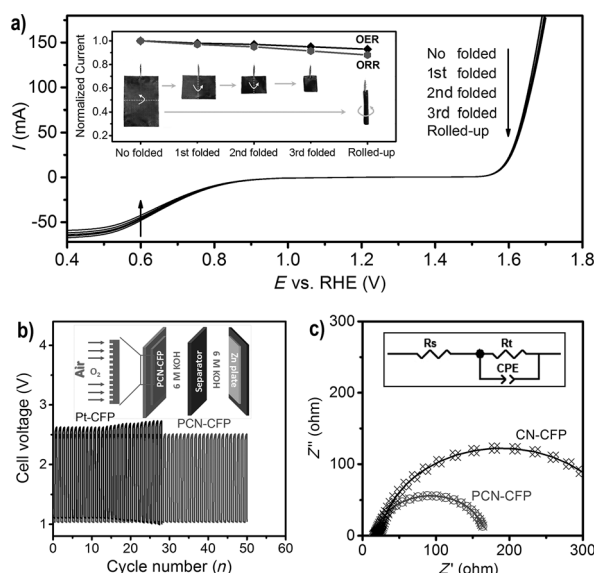 a)
Normalized Current
1.0
0.8
0.6
0.4
0.2
OER
ORR
No folded 1st folded 2nd folded 3rd folded Rolled-up
No folded
1st folded
2nd folded
3rd folded
Rolled-up
I (mA)
150
100
50
0
-50
0.4 0.6 0.8 1.0 1.2 1.4 1.6 1.8
E vs. RHE (V)
b)
Cell voltage (V)
4
3
2
1
Air
O2
PCN-CFP
6 M KOH
Separator
6 M KOH
Zn plate
Pt-CFP
PCN-CFP
0 10 20 30 40 50 60
Cycle number (n)
c)
Z'' (ohm)
300
250
200
150
100
50
0
Rs
Rt
CPE
CN-CFP
PCN-CFP
0 100 200 300
Z' (ohm)